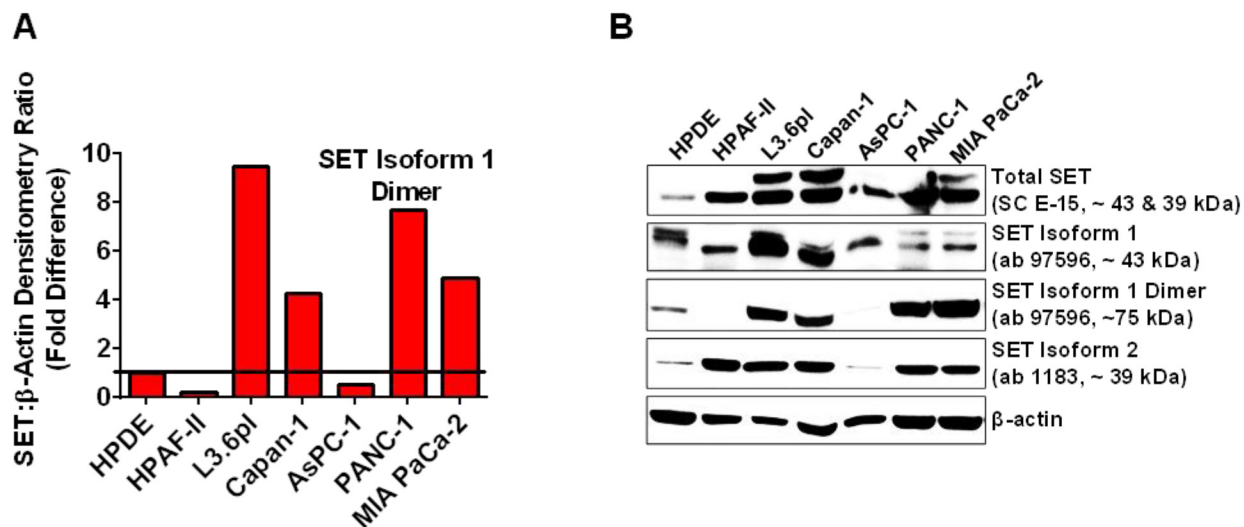 A
SET:β-Actin Densitometry Ratio
(Fold Difference)
10
8
6
4
2
0
SET Isoform 1
Dimer
HPDE
HPAF-II
L3.6pl
Capan-1
AsPC-1
PANC-1
MIA PaCa-2
B
HPDE
HPAF-II
L3.6pl
Capan-1
AsPC-1
PANC-1
MIA PaCa-2
Total SET
(SC E-15, ~ 43 & 39 kDa)
SET Isoform 1
(ab 97596, ~ 43 kDa)
SET Isoform 1 Dimer
(ab 97596, ~75 kDa)
SET Isoform 2
(ab 1183, ~ 39 kDa)
β-actin